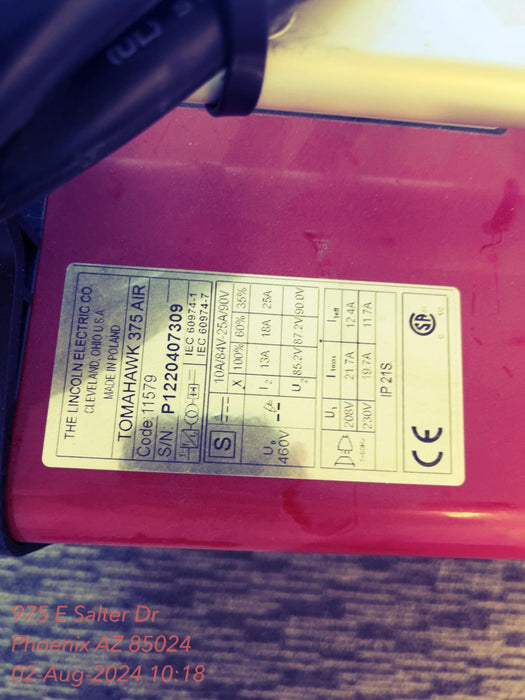 (UL)
THE LINCOLN ELECTRIC CO.
CLEVELAND, OHIO U.S.A.
MADE IN POLAND
TOMAHAWK 375 AIR
Code: 11579
S/N: P1220407309
IEC 60974-1
IEC 60974-7
S
10A/84V-25A/90V
X 100% 60% 35%
I2 13A 18A 25A
U0 460V
U2 85.2V 87.2V 90.0V
U1 I1max I1eff
208V 21.7A 12.4A
230V 19.7A 11.7A
IP 21S
CE
SA
975 E Salter Dr
Phoenix AZ 85024
02-Aug-2024 10:18